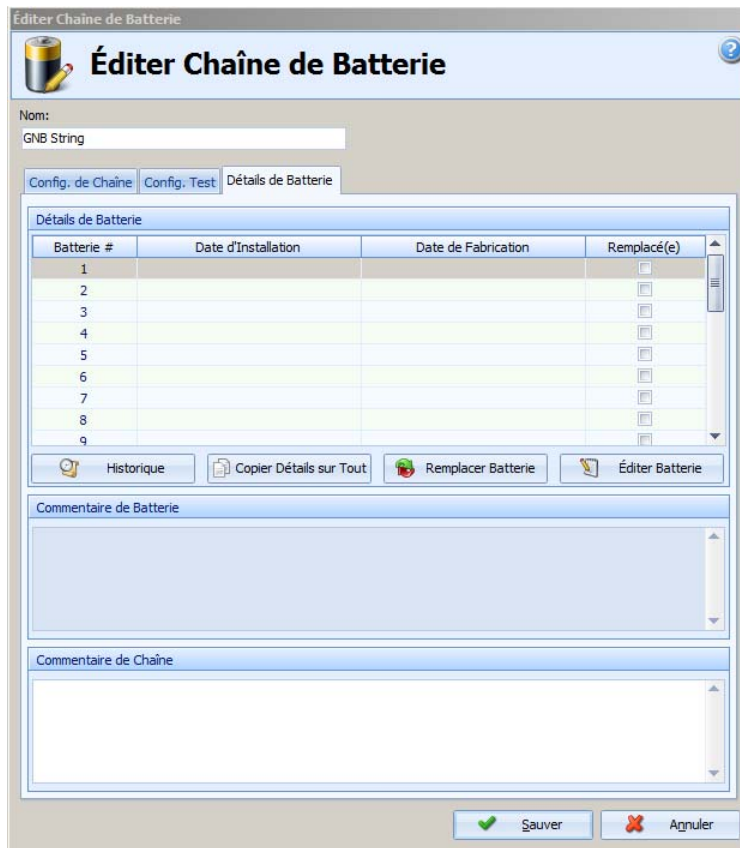 Éditer Chaîne de Batterie
Éditer Chaîne de Batterie
Nom:
GNB String
Config. de Chaîne Config. Test Détails de Batterie
Détails de Batterie
Batterie # Date d'Installation Date de Fabrication Remplacé(e)
1
2
3
4
5
6
7
8
9
Historique Copier Détails sur Tout Remplacer Batterie Éditer Batterie
Commentaire de Batterie
Commentaire de Chaîne
Sauver Annuler